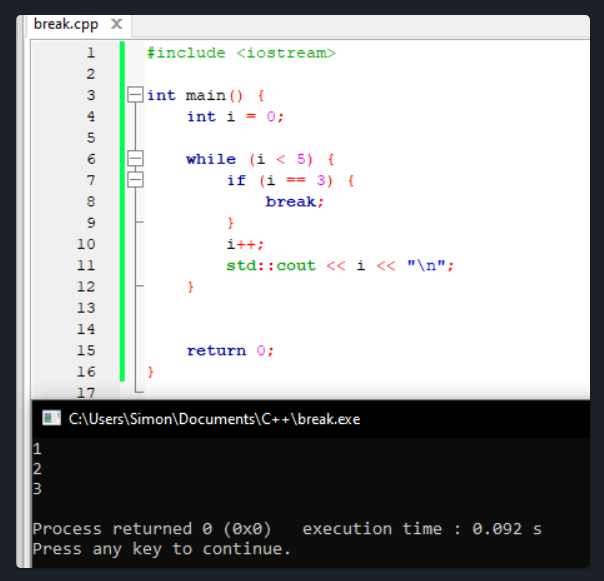 break.cpp X
1 #include <iostream>
2
3 int main() {
4     int i = 0;
5
6     while (i < 5) {
7         if (i == 3) {
8             break;
9         }
10         i++;
11         std::cout << i << "\n";
12     }
13
14
15     return 0;
16 }
17
C:\Users\Simon\Documents\C++\break.exe
1
2
3
Process returned 0 (0x0)   execution time : 0.092 s
Press any key to continue.